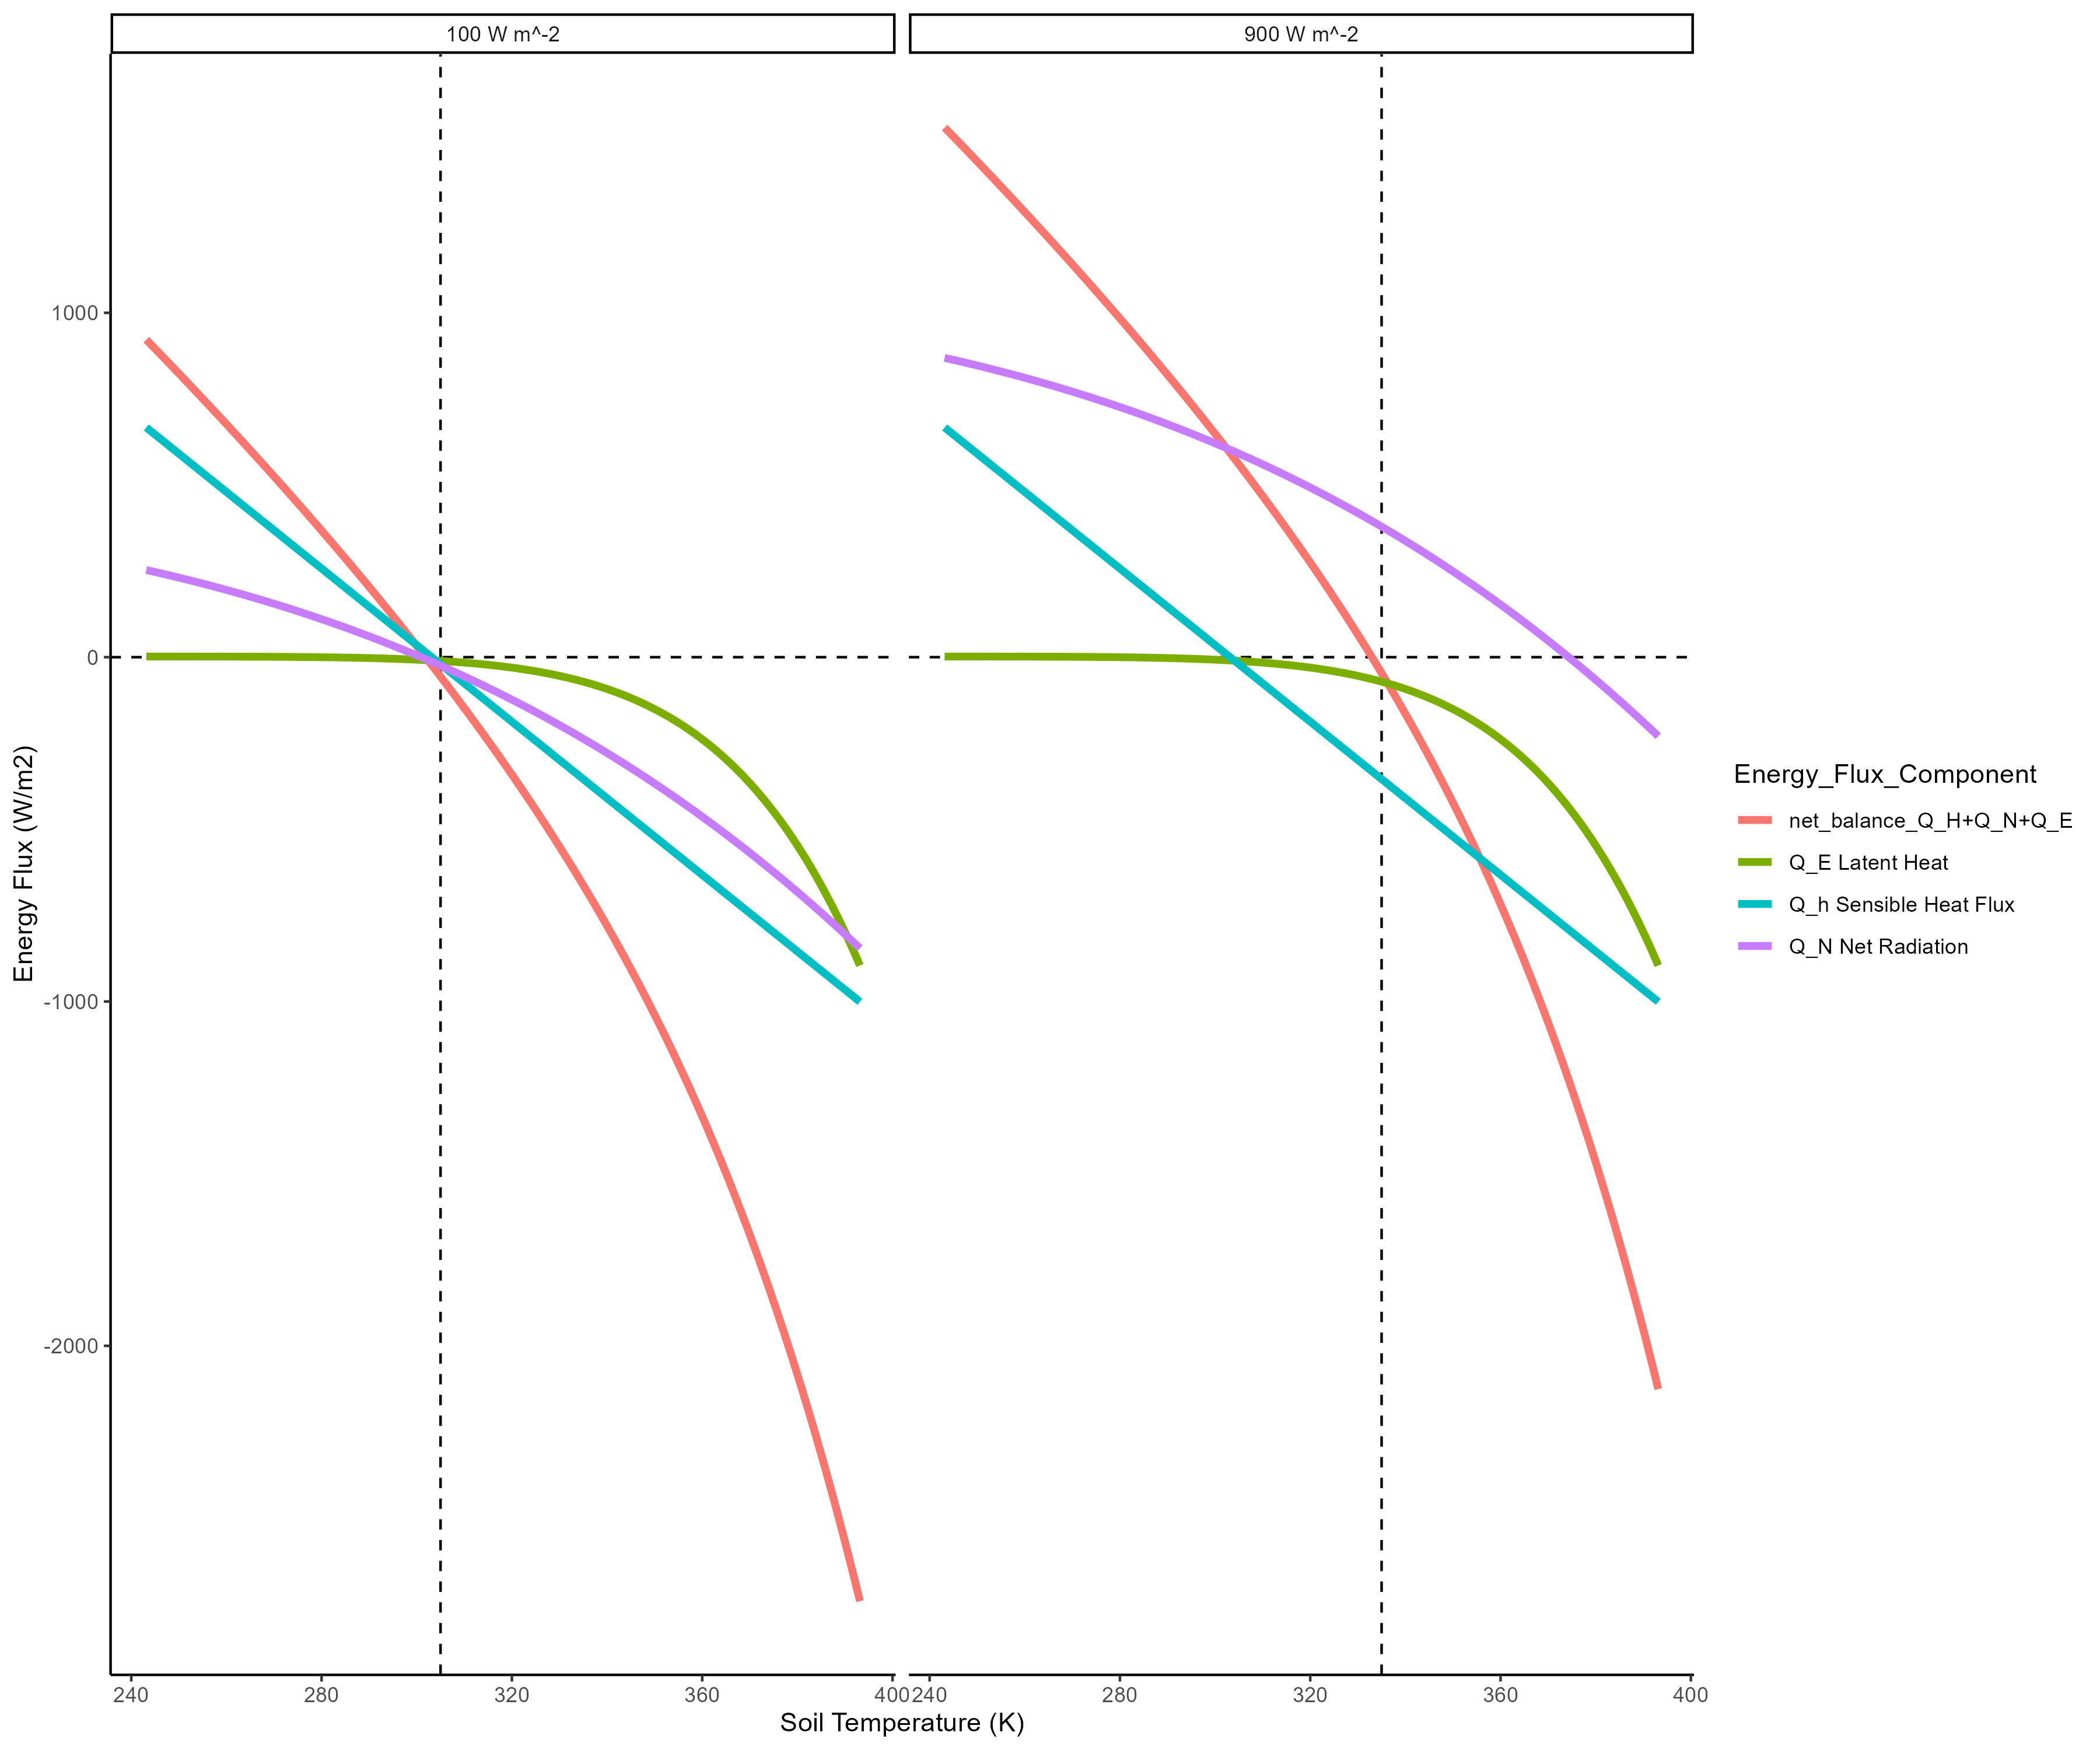 100 W m^-2
900 W m^-2
Energy Flux (W/m2)
1000
0
-1000
-2000
240
280
320
360
400
240
280
320
360
400
Soil Temperature (K)
Energy_Flux_Component
net_balance_Q_H+Q_N+Q_E
Q_E Latent Heat
Q_h Sensible Heat Flux
Q_N Net Radiation